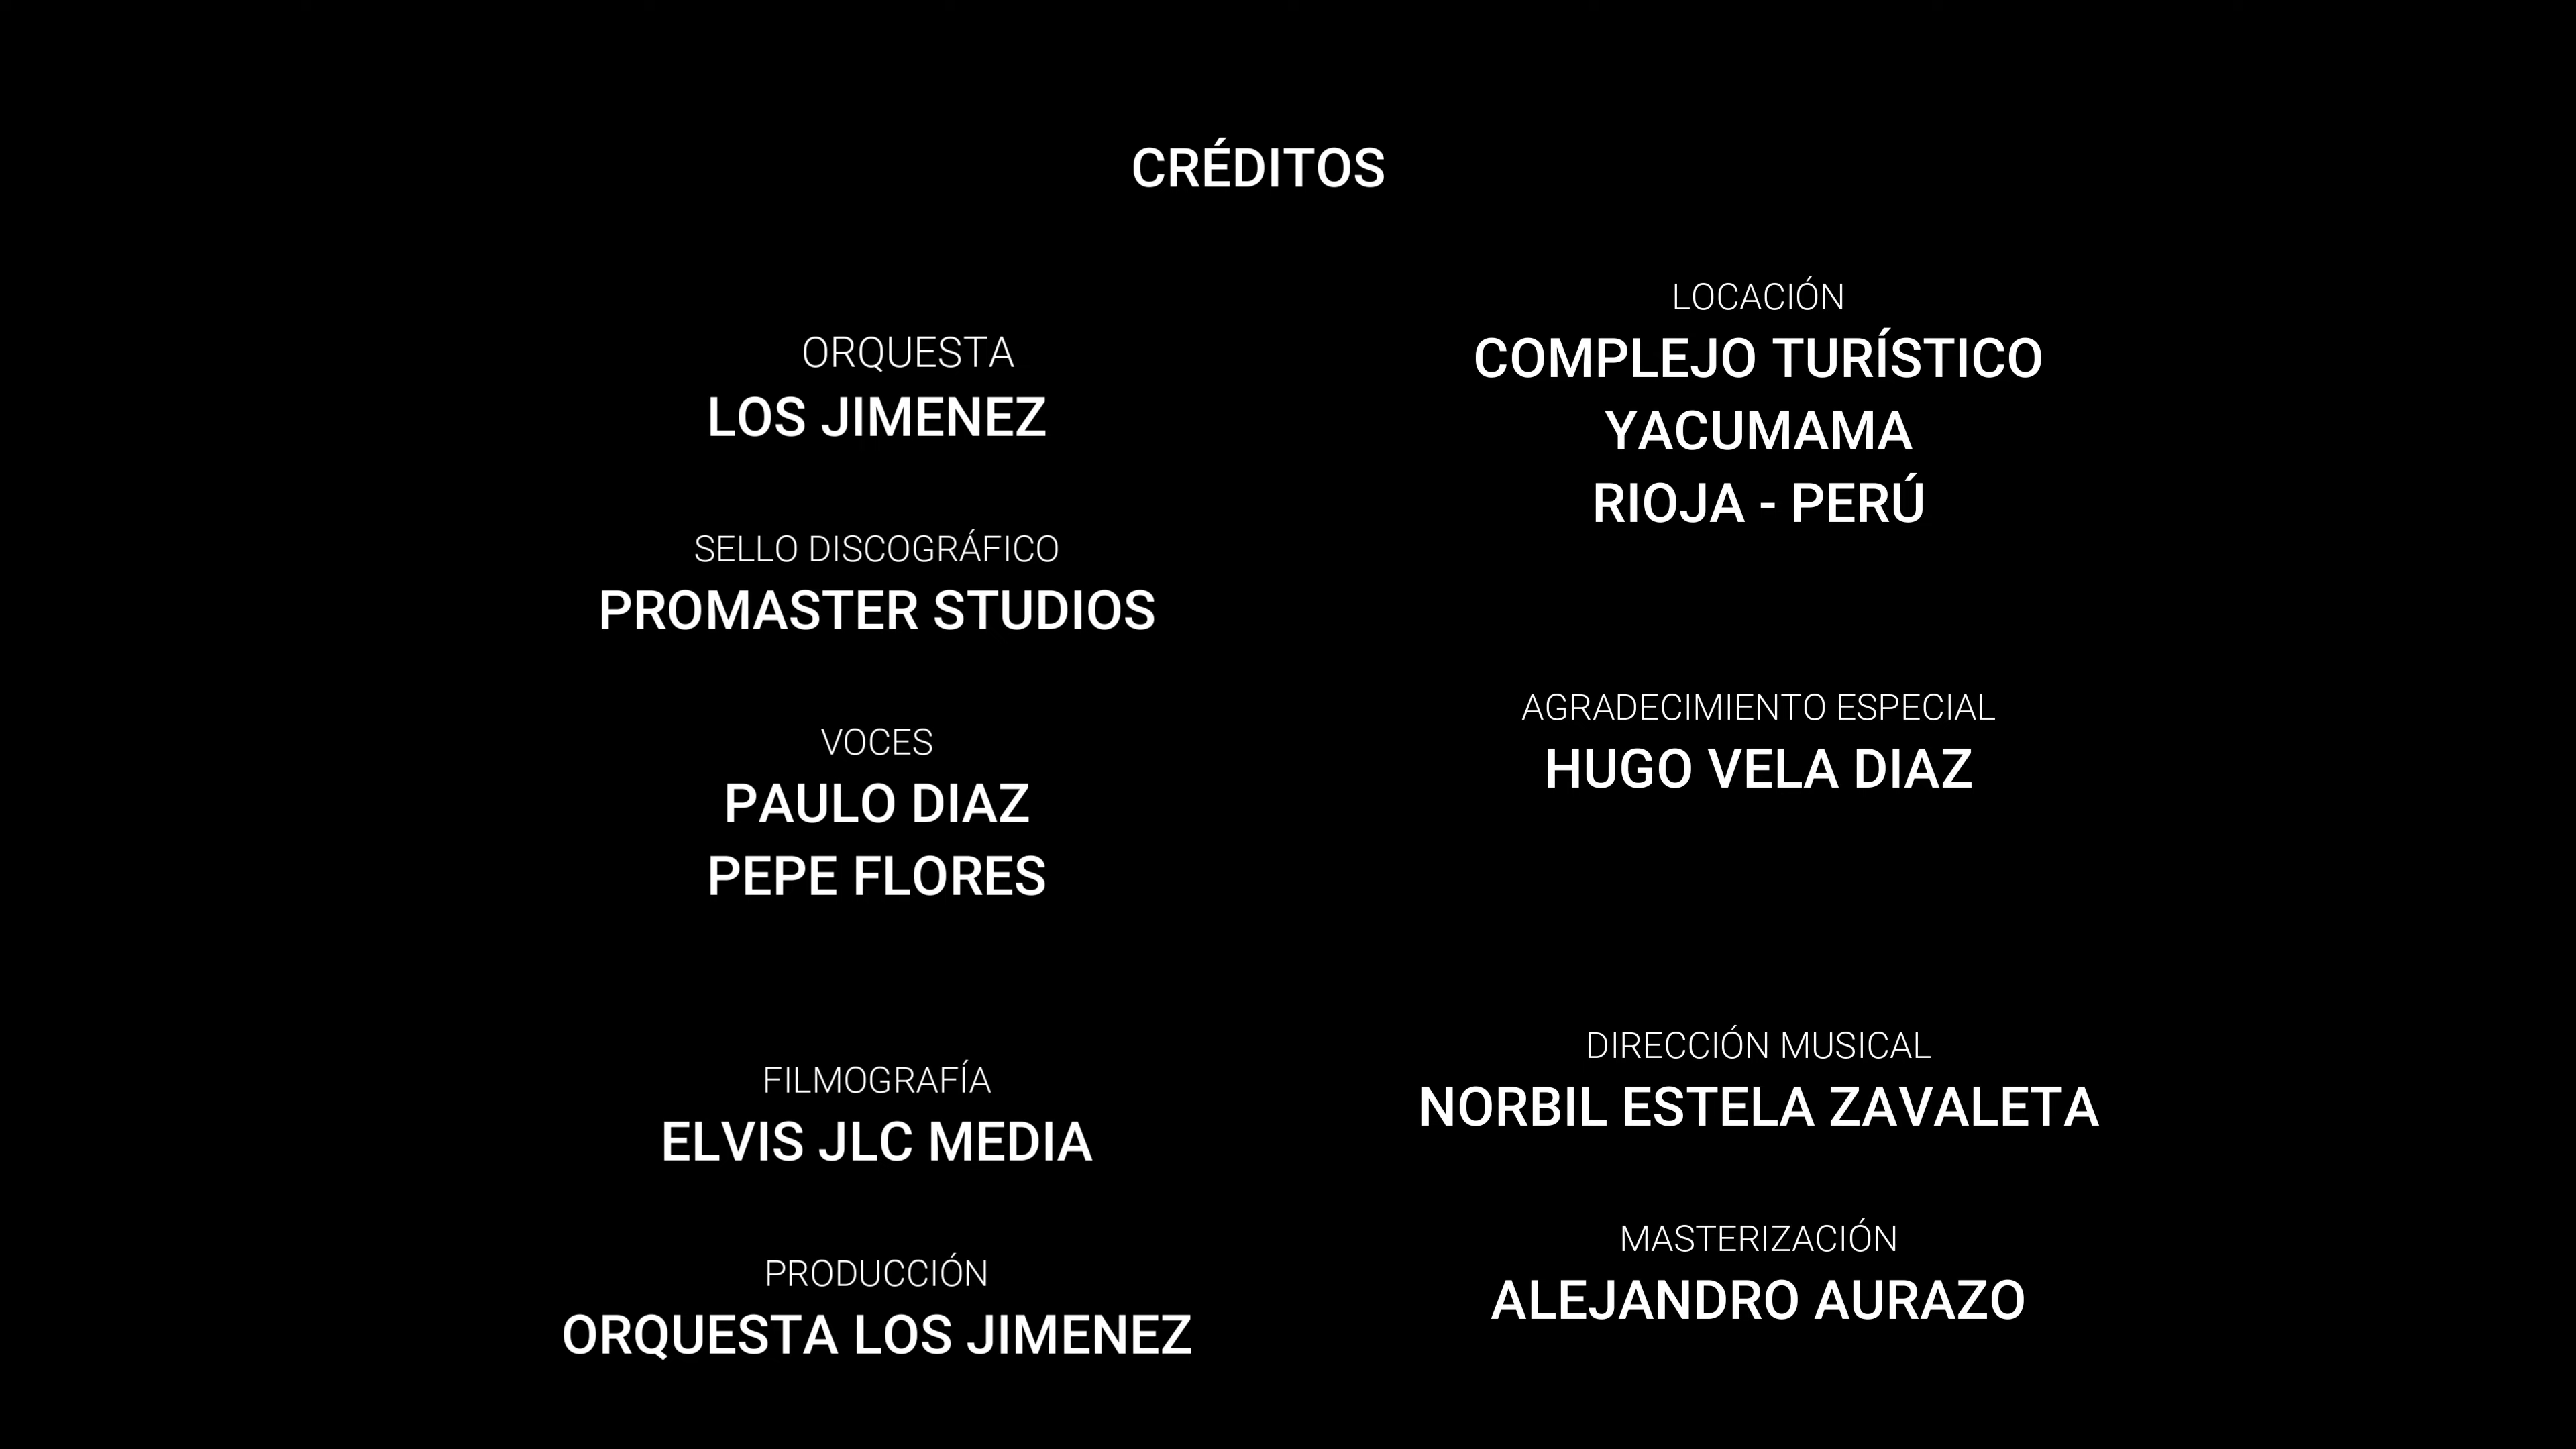 CRÉDITOS
ORQUESTA
LOS JIMENEZ
SELLO DISCOGRÁFICO
PROMASTER STUDIOS
VOCES
PAULO DIAZ
PEPE FLORES
FILMOGRAFÍA
ELVIS JLC MEDIA
PRODUCCIÓN
ORQUESTA LOS JIMENEZ
LOCACIÓN
COMPLEJO TURÍSTICO
YACUMAMA
RIOJA - PERÚ
AGRADECIMIENTO ESPECIAL
HUGO VELA DIAZ
DIRECCIÓN MUSICAL
NORBIL ESTELA ZAVALETA
MASTERIZACIÓN
ALEJANDRO AURAZO